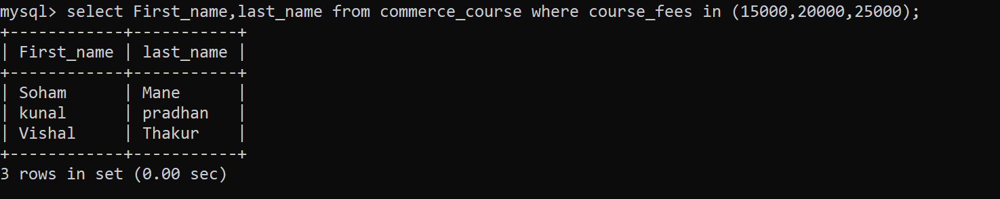 mysql> select First_name,last_name from commerce_course where course_fees in (15000,20000,25000);
+------------+-----------+
| First_name | last_name |
+------------+-----------+
| Soham      | Mane      |
| kunal      | pradhan   |
| Vishal     | Thakur    |
+------------+-----------+
3 rows in set (0.00 sec)